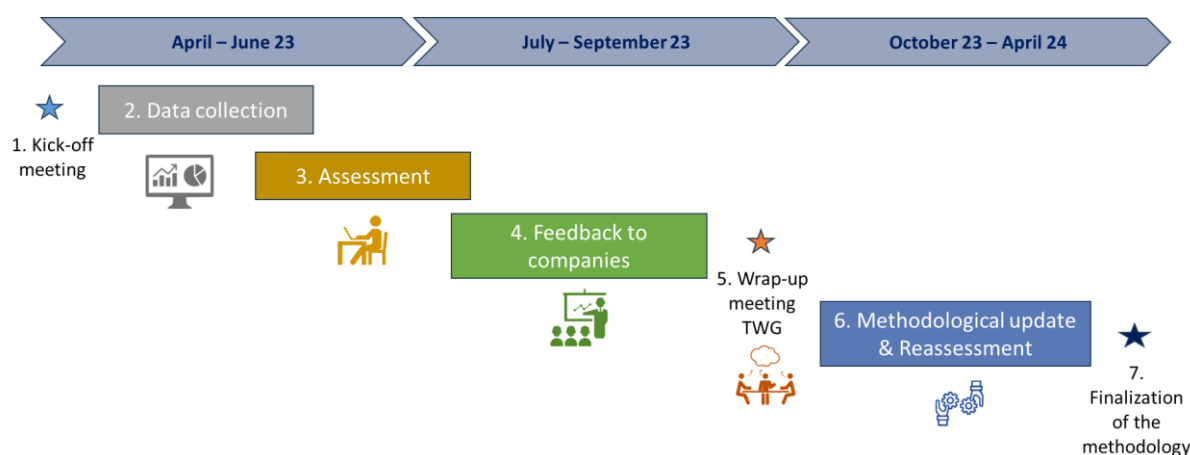 April – June 23
July – September 23
October 23 – April 24
1. Kick-off
meeting
2. Data collection
3. Assessment
4. Feedback to
companies
5. Wrap-up
meeting
TWG
6. Methodological update
& Reassessment
7.
Finalization
of the
methodology